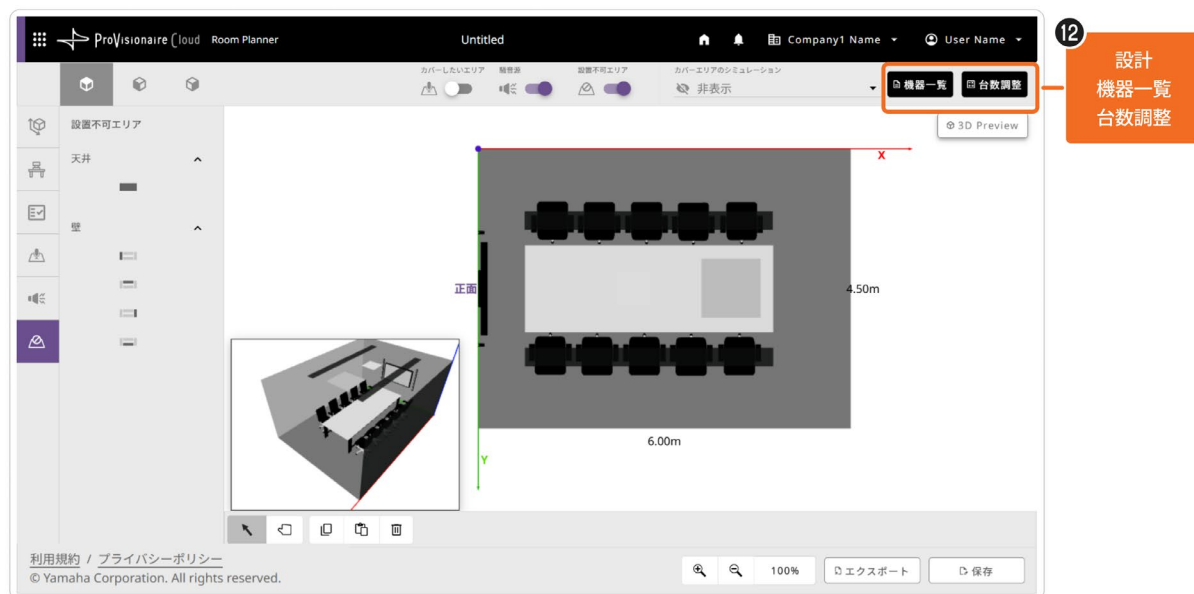 ProVisionaire Cloud Room Planner
Untitled
Company1 Name
User Name
⑫
設計
機器一覧
台数調整
カバーしたいエリア
騒音源
設置不可エリア
カバーエリアのシミュレーション
非表示
機器一覧
台数調整
3D Preview
設置不可エリア
天井
壁
X
正面
4.50m
6.00m
Y
利用規約 / プライバシーポリシー
© Yamaha Corporation. All rights reserved.
100%
エクスポート
保存